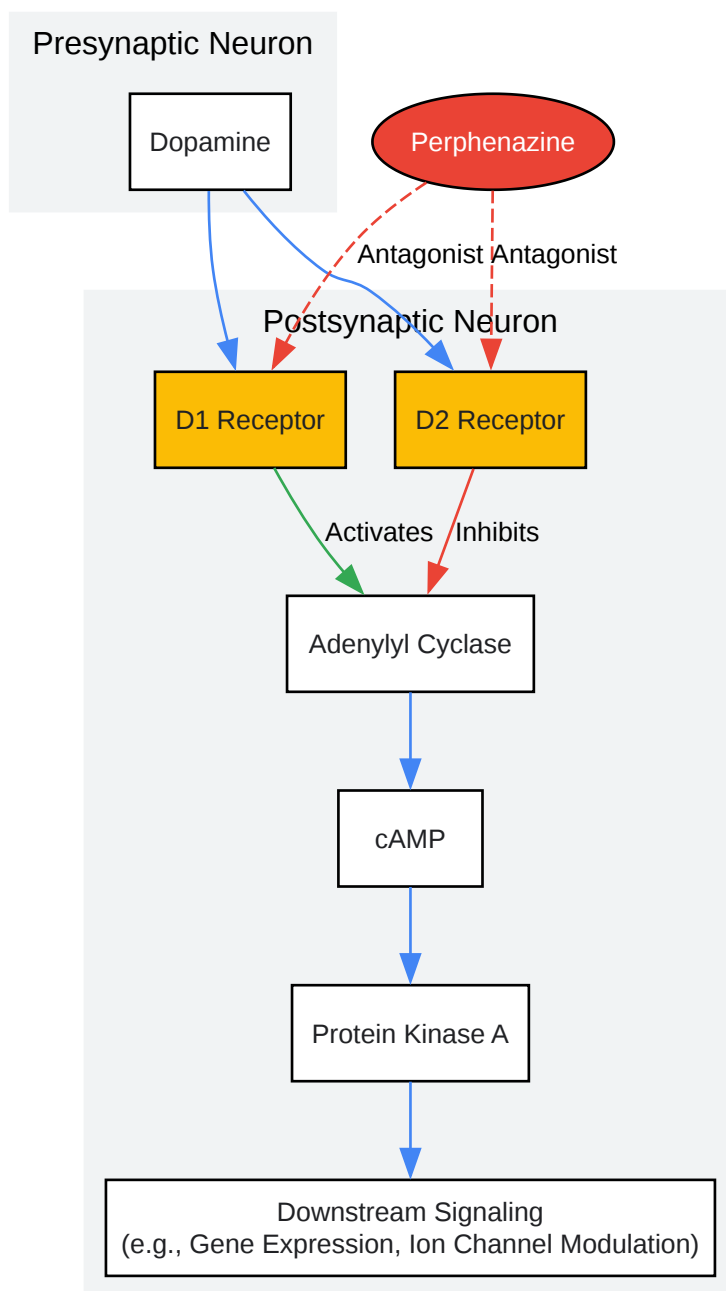 Presynaptic Neuron
Dopamine
Perphenazine
Antagonist
Antagonist
Postsynaptic Neuron
D1 Receptor
D2 Receptor
Activates
Inhibits
Adenylyl Cyclase
cAMP
Protein Kinase A
Downstream Signaling
(e.g., Gene Expression, Ion Channel Modulation)